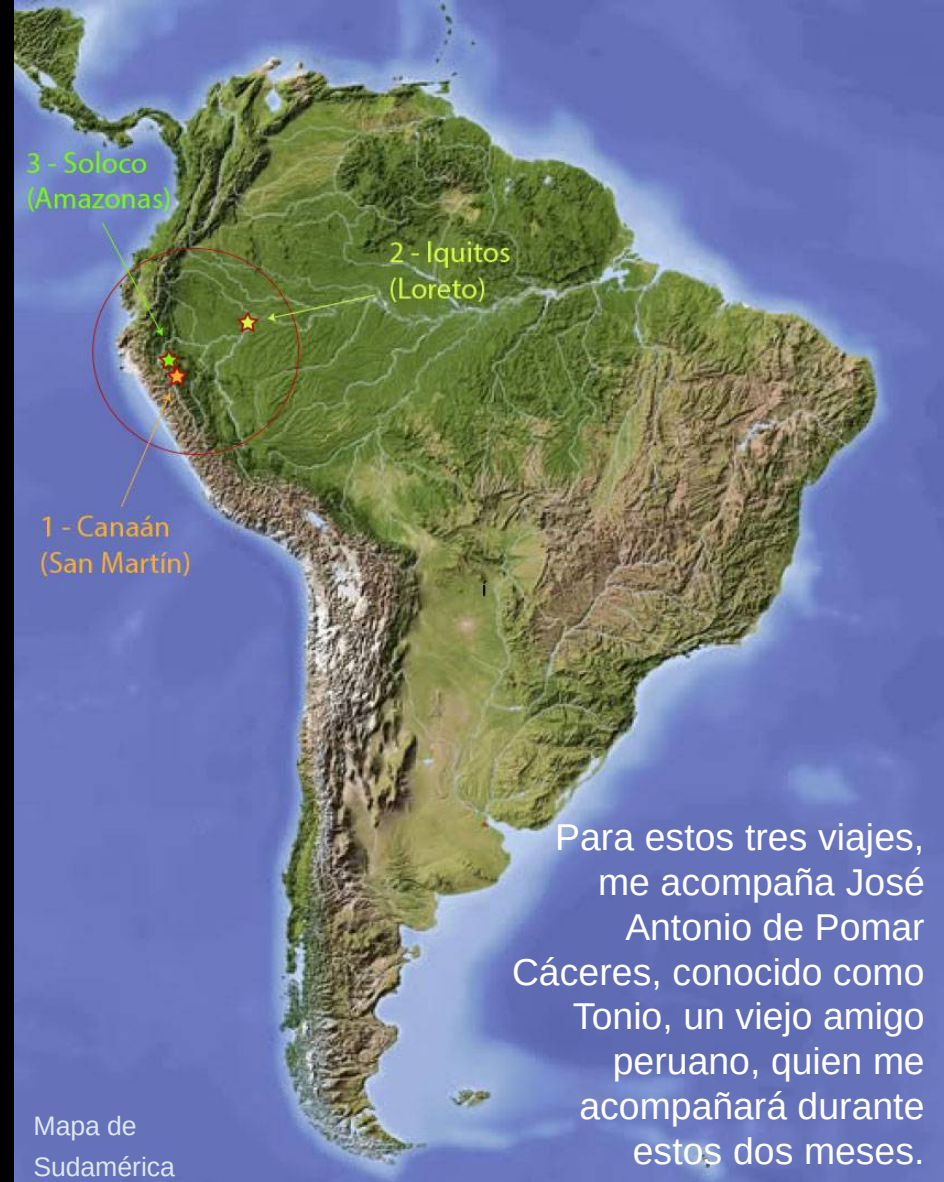 3 - Soloco
(Amazonas)
2 - Iquitos
(Loreto)
1 - Canaán
(San Martín)
í
Para estos tres viajes,
me acompaña José
Antonio de Pomar
Cáceres, conocido como
Tonio, un viejo amigo
peruano, quien me
acompañará durante
estos dos meses.
Mapa de
Sudamérica